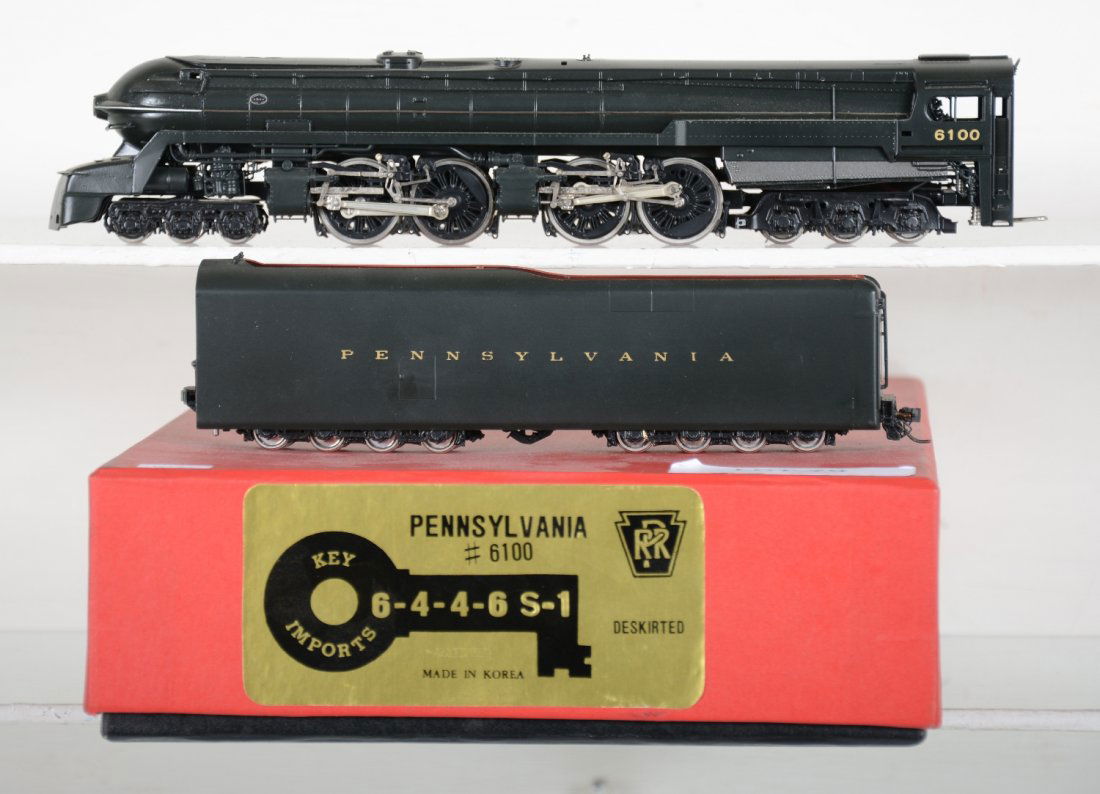 6100
PENNSYLVANIA
PENNSYLVANIA
# 6100
KEY
IMPORTS
6-4-4-6 S-1
PRR
DESKIRTED
MADE IN KOREA